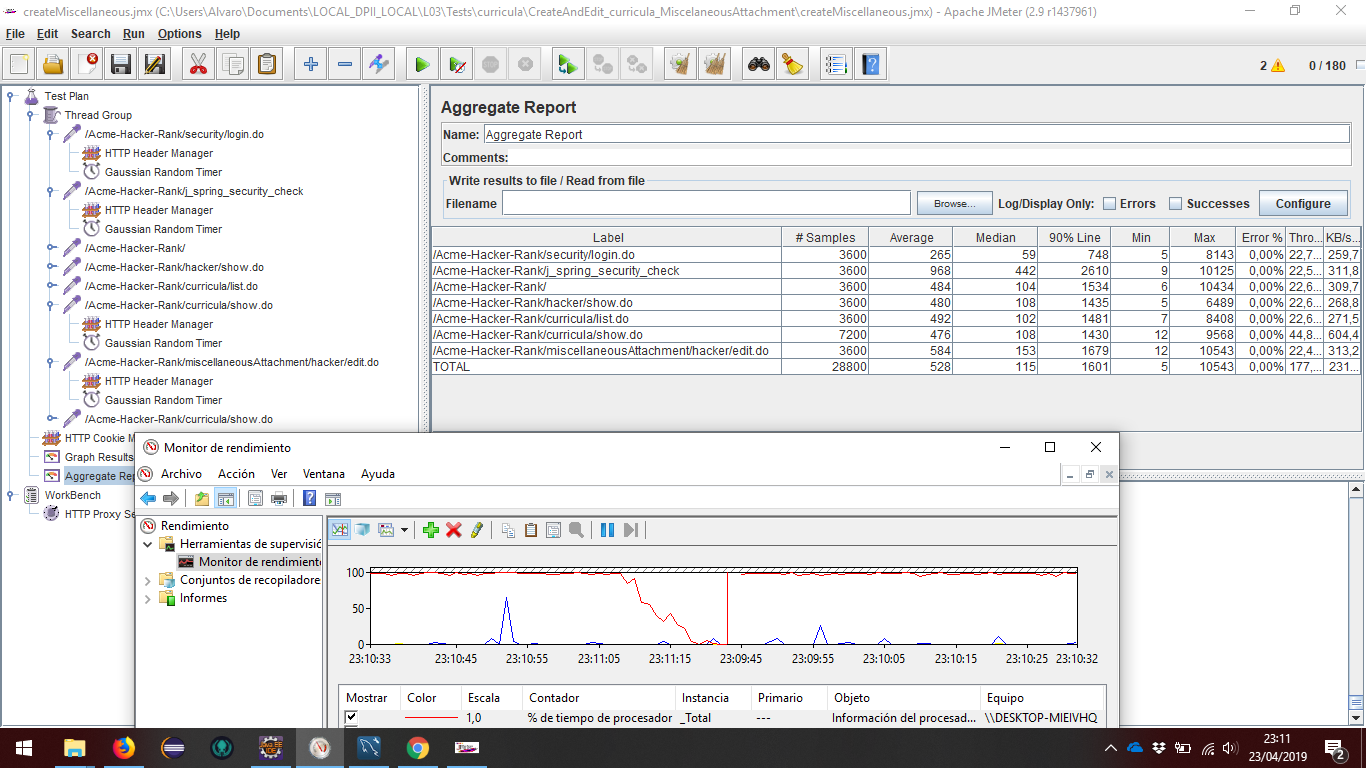 createMiscellaneous.jmx (C:\Users\Alvaro\Documents\LOCAL_DPII_LOCAL\L03\Tests\curricula\CreateAndEdit_curricula_MiscelaneousAttachment\createMiscellaneous.jmx) - Apache JMeter (2.9 r1437961)
File Edit Search Run Options Help
2 0 / 180
Test Plan
Thread Group
/Acme-Hacker-Rank/security/login.do
HTTP Header Manager
Gaussian Random Timer
/Acme-Hacker-Rank/j_spring_security_check
HTTP Header Manager
Gaussian Random Timer
/Acme-Hacker-Rank/
/Acme-Hacker-Rank/hacker/show.do
/Acme-Hacker-Rank/curricula/list.do
/Acme-Hacker-Rank/curricula/show.do
HTTP Header Manager
Gaussian Random Timer
/Acme-Hacker-Rank/miscellaneousAttachment/hacker/edit.do
HTTP Header Manager
Gaussian Random Timer
/Acme-Hacker-Rank/curricula/show.do
HTTP Cookie M
Graph Results
Aggregate Rep
WorkBench
HTTP Proxy Se
Aggregate Report
Name: Aggregate Report
Comments:
Write results to file / Read from file
Filename Browse... Log/Display Only: Errors Successes Configure
Label # Samples Average Median 90% Line Min Max Error % Thro... KB/s...
/Acme-Hacker-Rank/security/login.do 3600 265 59 748 5 8143 0,00% 22,7... 259,7
/Acme-Hacker-Rank/j_spring_security_check 3600 968 442 2610 9 10125 0,00% 22,5... 311,8
/Acme-Hacker-Rank/ 3600 484 104 1534 6 10434 0,00% 22,6... 309,7
/Acme-Hacker-Rank/hacker/show.do 3600 480 108 1435 5 6489 0,00% 22,6... 268,8
/Acme-Hacker-Rank/curricula/list.do 3600 492 102 1481 7 8408 0,00% 22,6... 271,5
/Acme-Hacker-Rank/curricula/show.do 7200 476 108 1430 12 9568 0,00% 44,8... 604,4
/Acme-Hacker-Rank/miscellaneousAttachment/hacker/edit.do 3600 584 153 1679 12 10543 0,00% 22,4... 313,2
TOTAL 28800 528 115 1601 5 10543 0,00% 177,... 231...
Monitor de rendimiento
Archivo Acción Ver Ventana Ayuda
Rendimiento
Herramientas de supervisió
Monitor de rendimient
Conjuntos de recopiladore
Informes
100
50
0
23:10:33 23:10:45 23:10:55 23:11:05 23:11:15 23:09:45 23:09:55 23:10:05 23:10:15 23:10:25 23:10:32
Mostrar Color Escala Contador Instancia Primario Objeto Equipo
1,0 % de tiempo de procesador _Total --- Información del procesad... \\DESKTOP-MIEIVHQ
23:11
23/04/2019
2